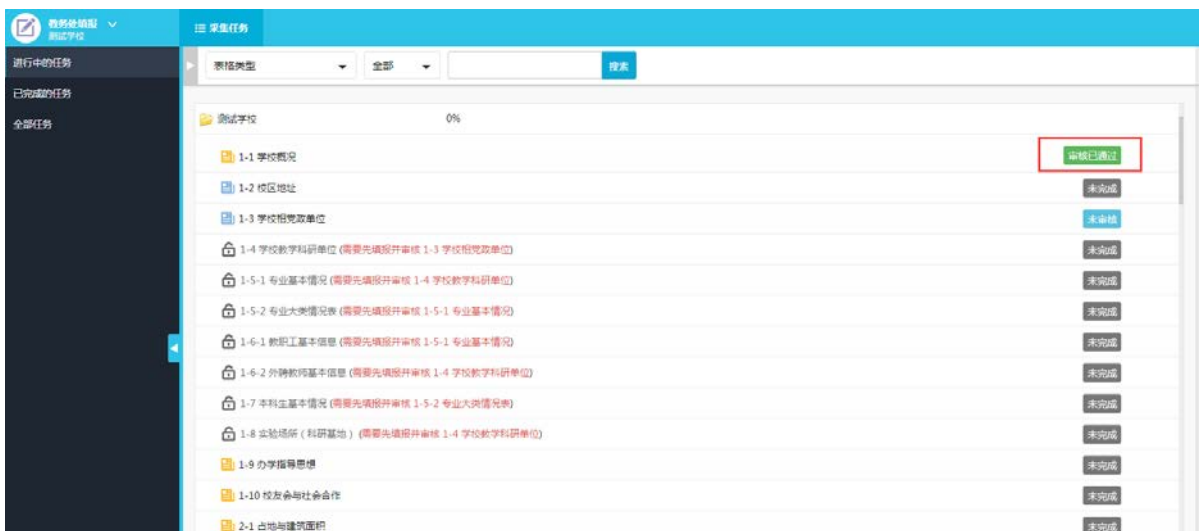 教务处填报
测试学校
采集任务
进行中的任务
已完成的任务
全部任务
表格类型 全部 搜索
测试学校 0%
1-1 学校概况 审核已通过
1-2 校区地址 未完成
1-3 学校相党政单位 未审核
1-4 学校教学科研单位 (需要先填报并审核 1-3 学校相党政单位) 未完成
1-5-1 专业基本情况 (需要先填报并审核 1-4 学校教学科研单位) 未完成
1-5-2 专业大类情况表 (需要先填报并审核 1-5-1 专业基本情况) 未完成
1-6-1 教职工基本信息 (需要先填报并审核 1-5-1 专业基本情况) 未完成
1-6-2 外聘教师基本信息 (需要先填报并审核 1-4 学校教学科研单位) 未完成
1-7 本科生基本情况 (需要先填报并审核 1-5-2 专业大类情况表) 未完成
1-8 实验场所（科研基地） (需要先填报并审核 1-4 学校教学科研单位) 未完成
1-9 办学指导思想 未完成
1-10 校友会与社会合作 未完成
2-1 占地与建筑面积 未完成